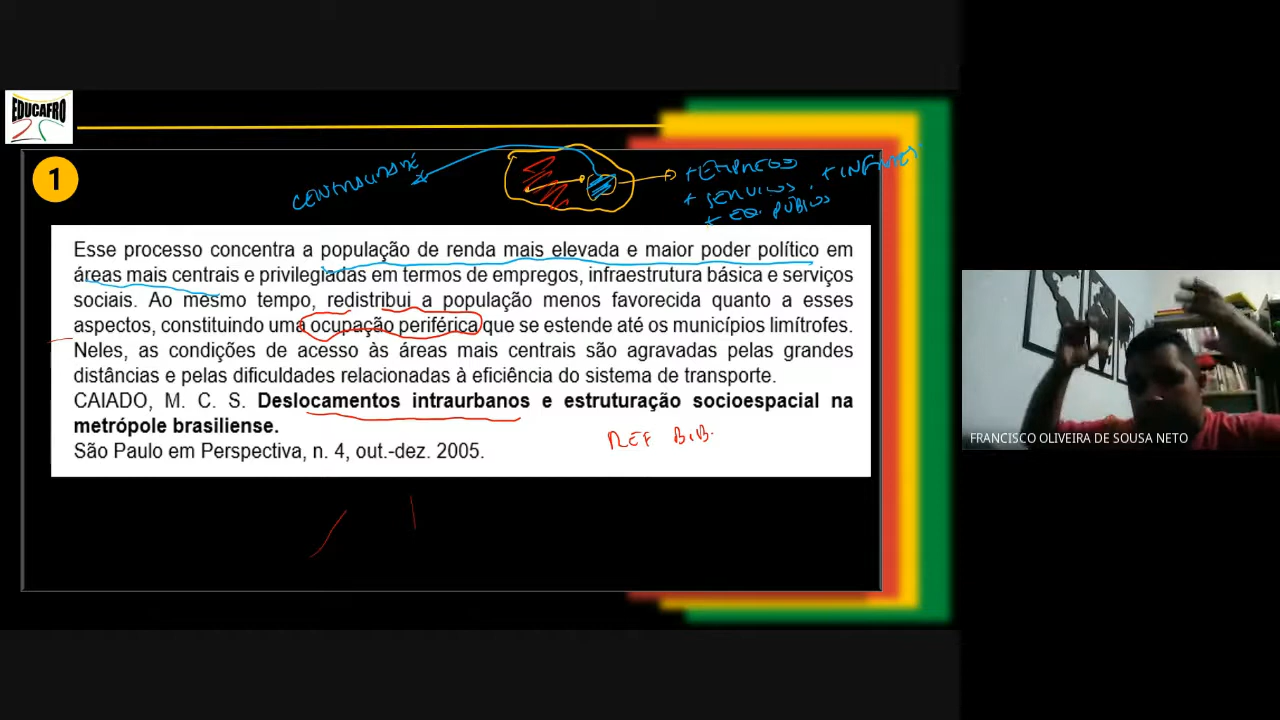 EDUCAFRO
1
CENTRALIDADE
+ EMPREGO
+ SERVIÇOS
+ EQ. PÚBLICOS
Esse processo concentra a população de renda mais elevada e maior poder político em
áreas mais centrais e privilegiadas em termos de empregos, infraestrutura básica e serviços
sociais. Ao mesmo tempo, redistribui a população menos favorecida quanto a esses
aspectos, constituindo uma ocupação periférica que se estende até os municípios limítrofes.
Neles, as condições de acesso às áreas mais centrais são agravadas pelas grandes
distâncias e pelas dificuldades relacionadas à eficiência do sistema de transporte.
CAIADO, M. C. S. Deslocamentos intraurbanos e estruturação socioespacial na
metrópole brasiliense.
São Paulo em Perspectiva, n. 4, out.-dez. 2005.
REF B.B.
FRANCISCO OLIVEIRA DE SOUSA NETO